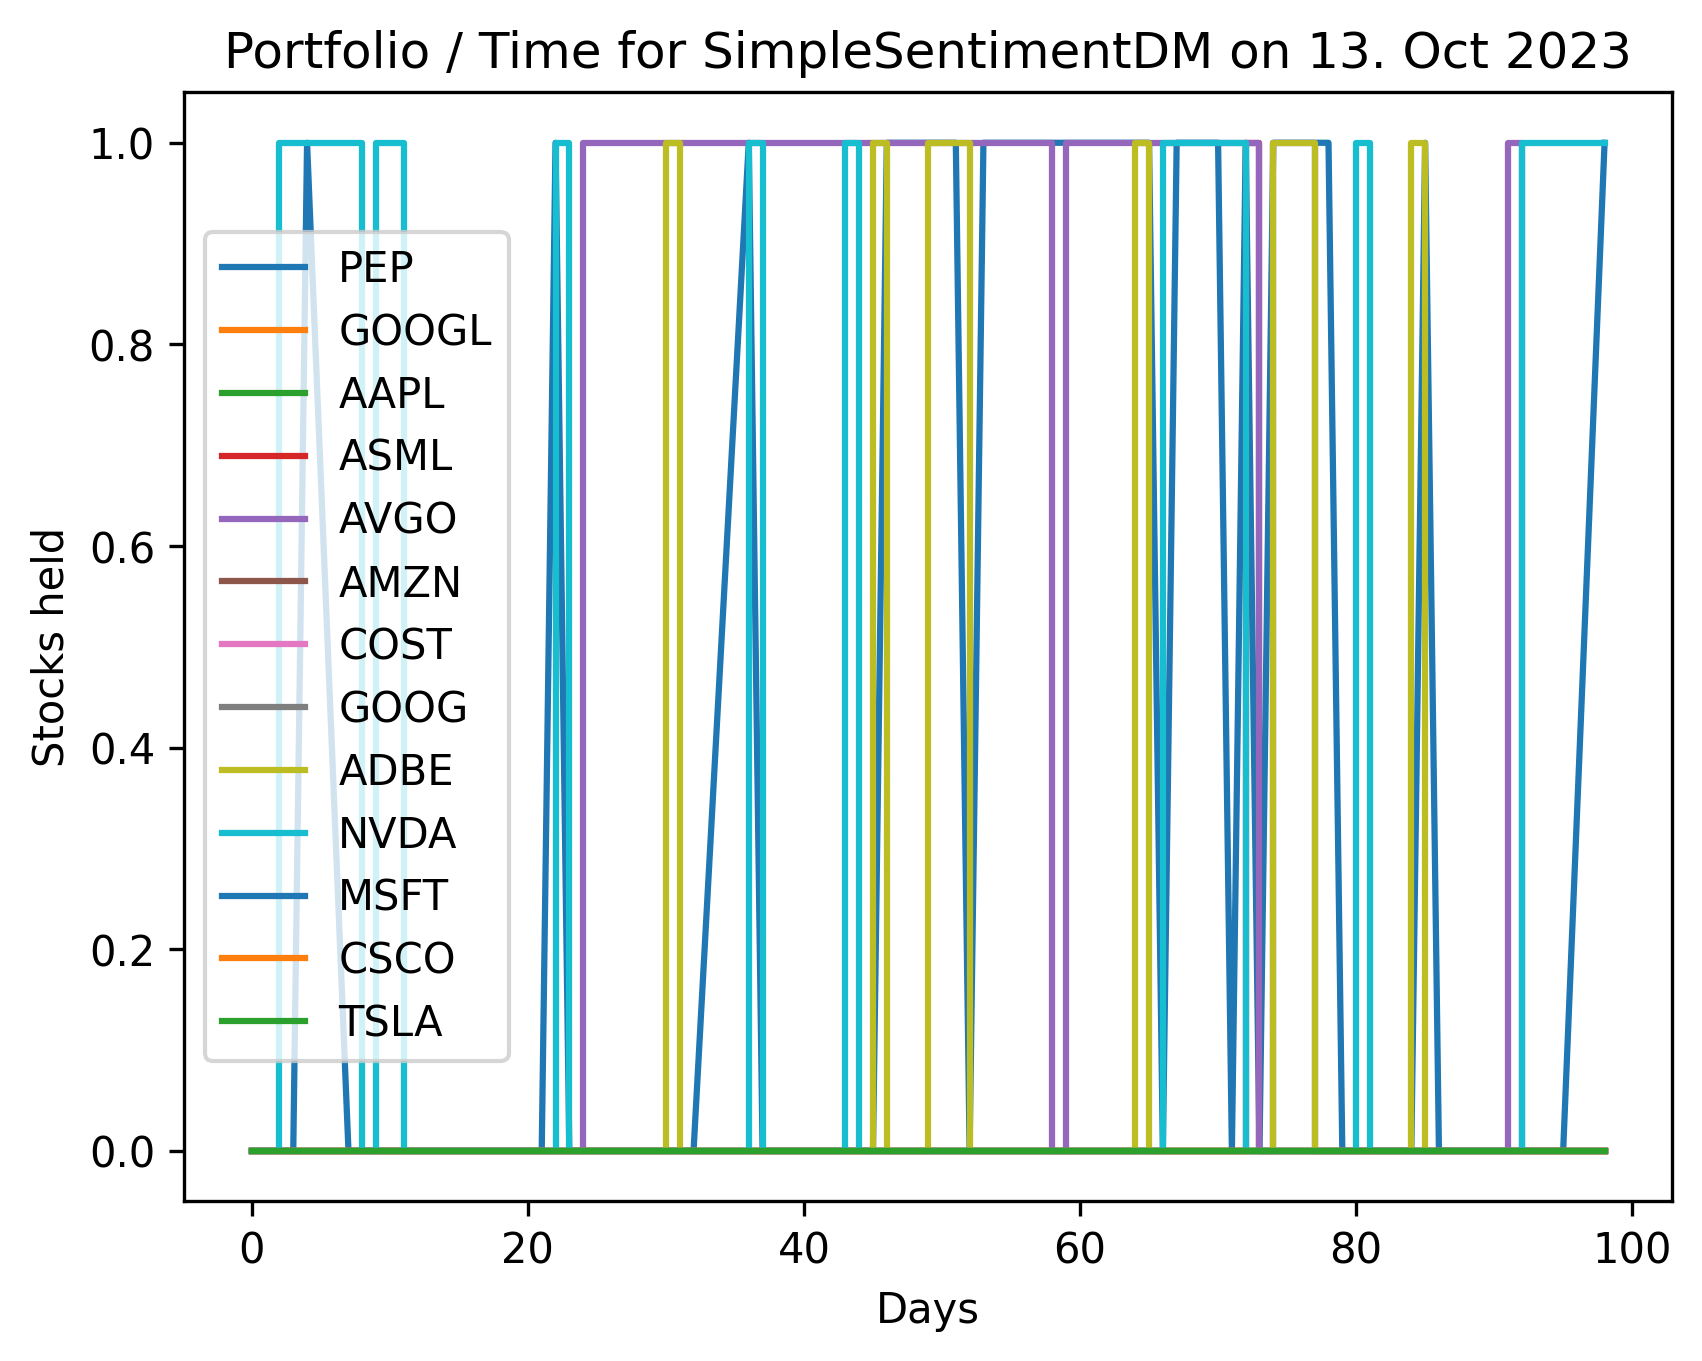 Portfolio / Time for SimpleSentimentDM on 13. Oct 2023
1.0
0.8
0.6
0.4
0.2
0.0
Stocks held
PEP
GOOGL
AAPL
ASML
AVGO
AMZN
COST
GOOG
ADBE
NVDA
MSFT
CSCO
TSLA
0 20 40 60 80 100
Days